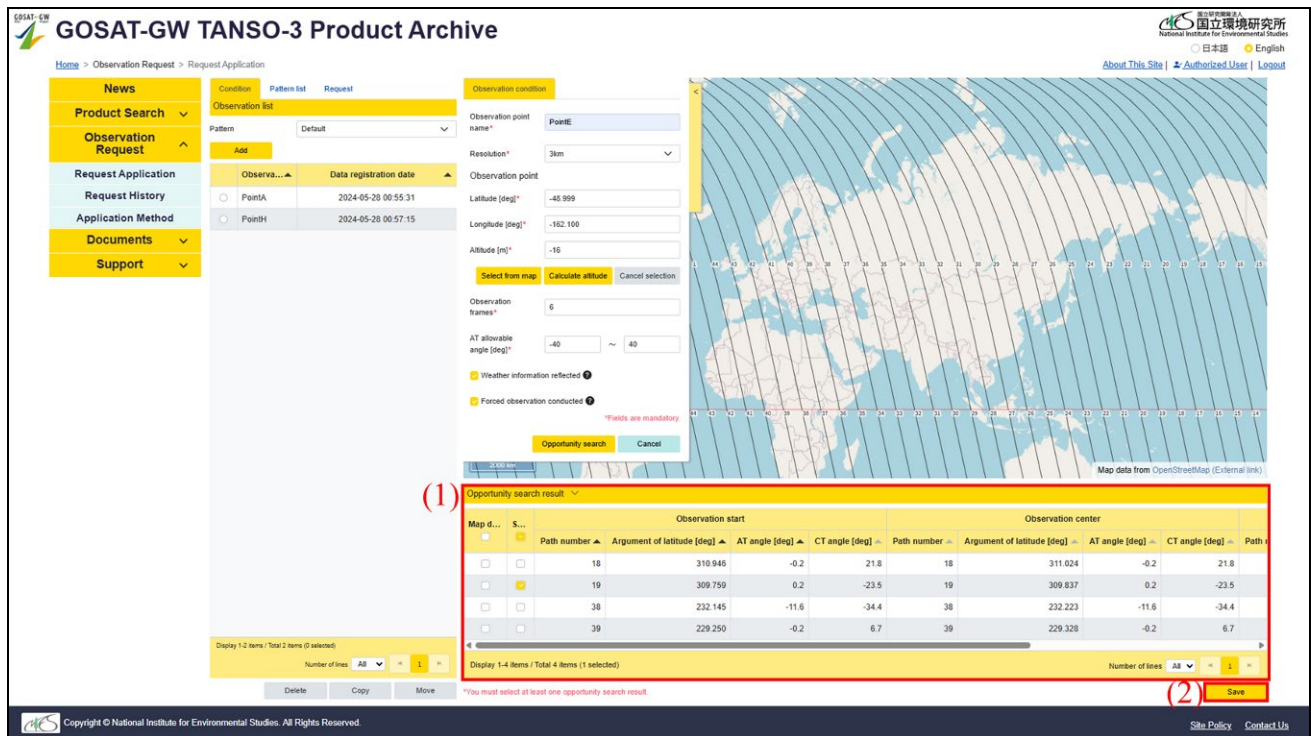 GOSAT-GW
GOSAT-GW TANSO-3 Product Archive
国立研究開発法人
国立環境研究所
National Institute for Environmental Studies
日本語 English
Home > Observation Request > Request Application
About This Site | Authorized User | Logout
News
Product Search
Observation Request
Request Application
Request History
Application Method
Documents
Support
Condition Pattern list Request
Observation list
Pattern Default
Add
Observa... Data registration date
PointA 2024-05-28 00:55:31
PointH 2024-05-28 00:57:15
Display 1-2 items / Total 2 items (0 selected)
Number of lines All 1
Delete Copy Move
Observation condition
Observation point name* PointE
Resolution* 3km
Observation point
Latitude [deg]* -48.999
Longitude [deg]* -162.100
Altitude [m]* -16
Select from map Calculate altitude Cancel selection
Observation frames* 6
AT allowable angle [deg]* -40 ~ 40
Weather information reflected
Forced observation conducted
*Fields are mandatory.
Opportunity search Cancel
<
2000 km
Map data from OpenStreetMap (External link)
(1)
Opportunity search result
Map d... S... Observation start Observation center
Path number Argument of latitude [deg] AT angle [deg] CT angle [deg] Path number Argument of latitude [deg] AT angle [deg] CT angle [deg] Path
18 310.946 -0.2 21.8 18 311.024 -0.2 21.8
19 309.759 0.2 -23.5 19 309.837 0.2 -23.5
38 232.145 -11.6 -34.4 38 232.223 -11.6 -34.4
39 229.250 -0.2 6.7 39 229.328 -0.2 6.7
Display 1-4 items / Total 4 items (1 selected)
Number of lines All 1
*You must select at least one opportunity search result.
(2)
Save
Copyright © National Institute for Environmental Studies. All Rights Reserved.
Site Policy Contact Us